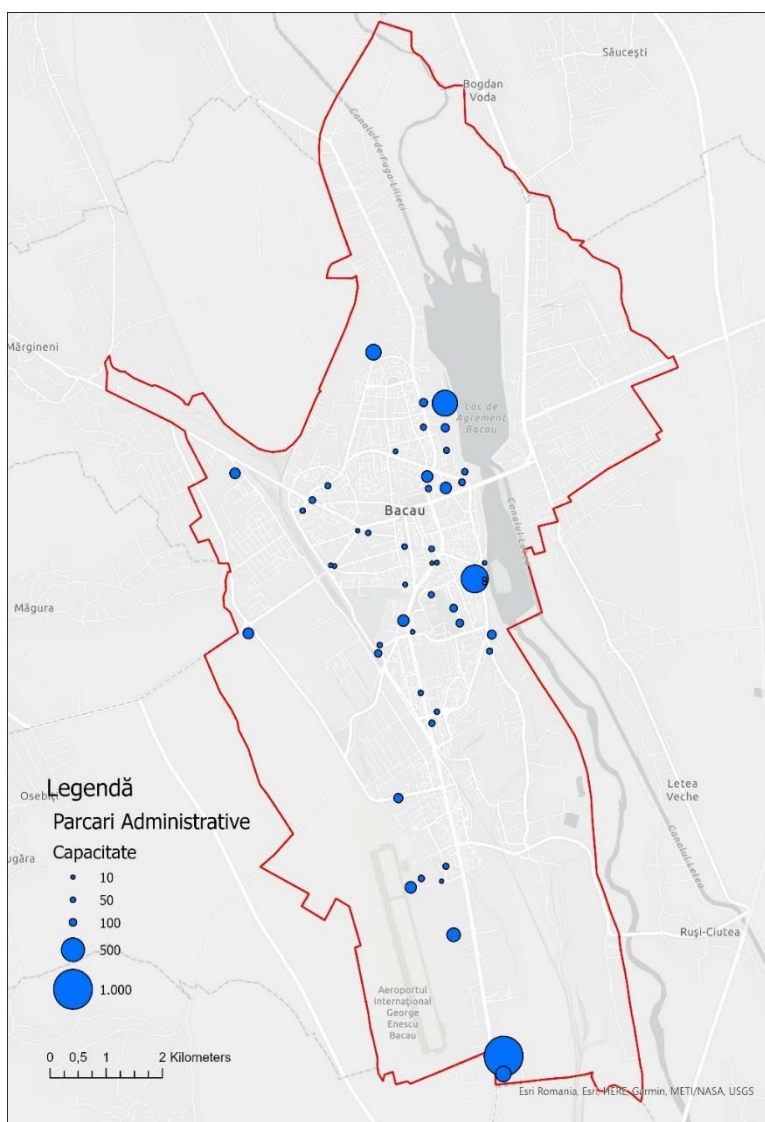 Săucești
Bogdan
Voda
Canalul de Fuga Lilieci
Mărgineni
Lac de
Agrement
Bacau
Bacau
Canalul Letea
Măgura
Legendă
Osebiți
Parcari Administrative
Capacitate
10
50
100
500
1.000
Letea
Veche
Canalul Letea
ugăra
Ruși-Ciutea
Aeroportul
Internațional
George
Enescu
Bacau
0 0,5 1 2 Kilometers
Esri Romania, Esri, HERE, Garmin, METI/NASA, USGS